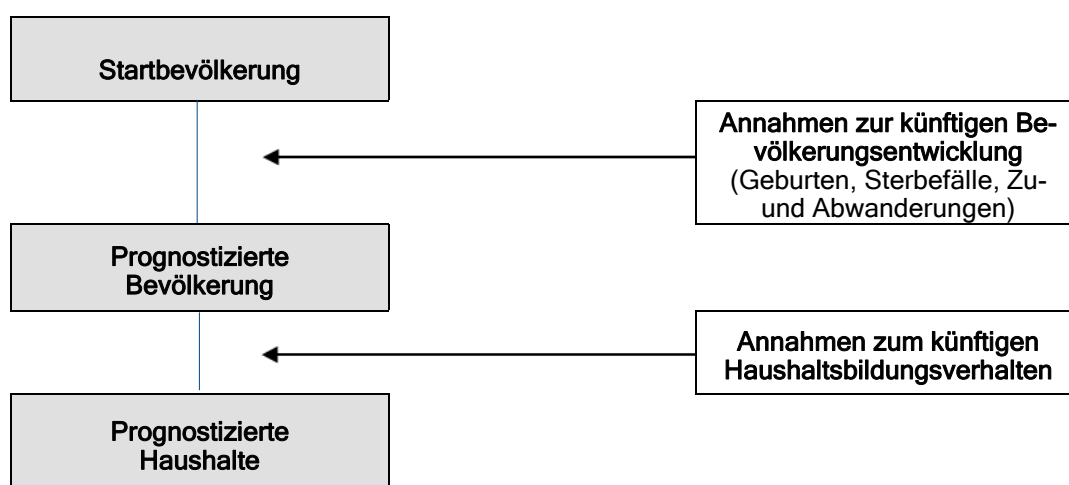 Startbevölkerung
Annahmen zur künftigen Be-
völkerungsentwicklung
(Geburten, Sterbefälle, Zu-
und Abwanderungen)
Prognostizierte
Bevölkerung
Annahmen zum künftigen
Haushaltsbildungsverhalten
Prognostizierte
Haushalte